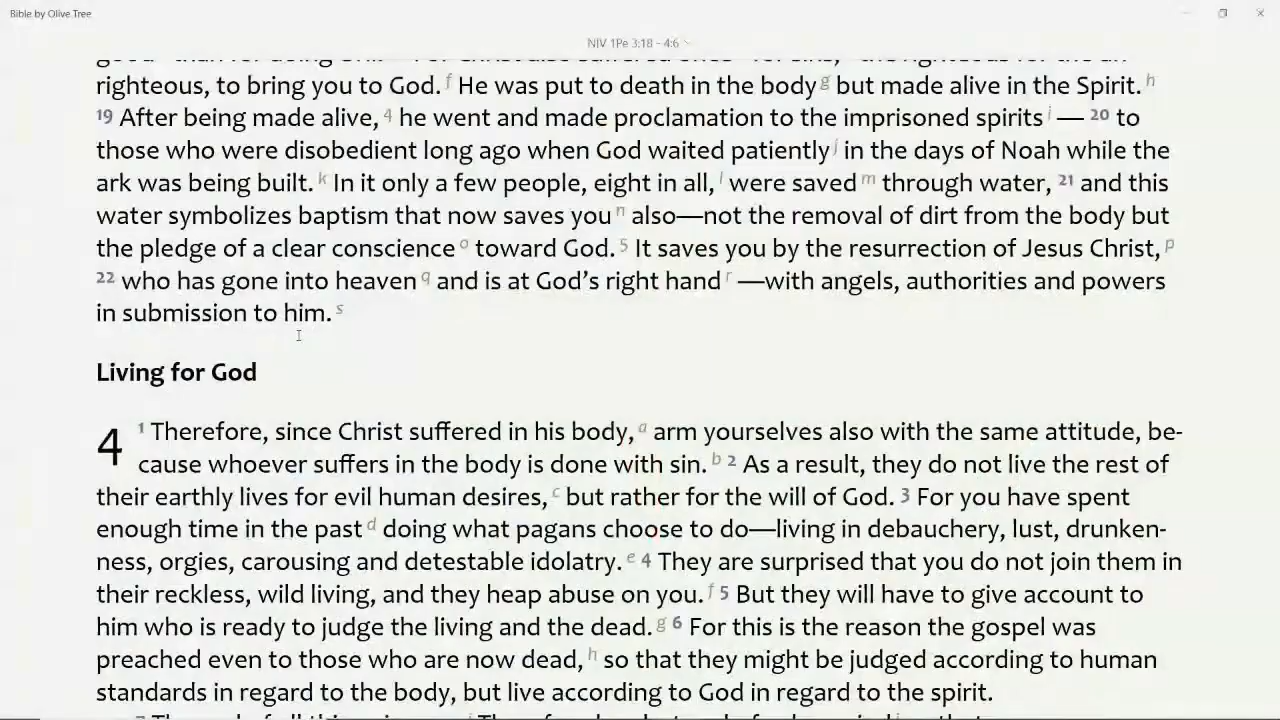 Bible by Olive Tree
NIV 1Pe 3:18 - 4:6
righteous, to bring you to God. f He was put to death in the body g but made alive in the Spirit. h
19 After being made alive, 4 he went and made proclamation to the imprisoned spirits i — 20 to
those who were disobedient long ago when God waited patiently j in the days of Noah while the
ark was being built. k In it only a few people, eight in all, l were saved m through water, 21 and this
water symbolizes baptism that now saves you n also—not the removal of dirt from the body but
the pledge of a clear conscience o toward God. 5 It saves you by the resurrection of Jesus Christ, p
22 who has gone into heaven q and is at God’s right hand r —with angels, authorities and powers
in submission to him. s
Living for God
4 1 Therefore, since Christ suffered in his body, a arm yourselves also with the same attitude, be-
cause whoever suffers in the body is done with sin. b 2 As a result, they do not live the rest of
their earthly lives for evil human desires, c but rather for the will of God. 3 For you have spent
enough time in the past d doing what pagans choose to do—living in debauchery, lust, drunken-
ness, orgies, carousing and detestable idolatry. e 4 They are surprised that you do not join them in
their reckless, wild living, and they heap abuse on you. f 5 But they will have to give account to
him who is ready to judge the living and the dead. g 6 For this is the reason the gospel was
preached even to those who are now dead, h so that they might be judged according to human
standards in regard to the body, but live according to God in regard to the spirit.